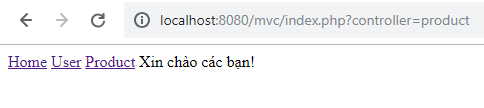 localhost:8080/mvc/index.php?controller=product
Home User Product Xin chào các bạn!